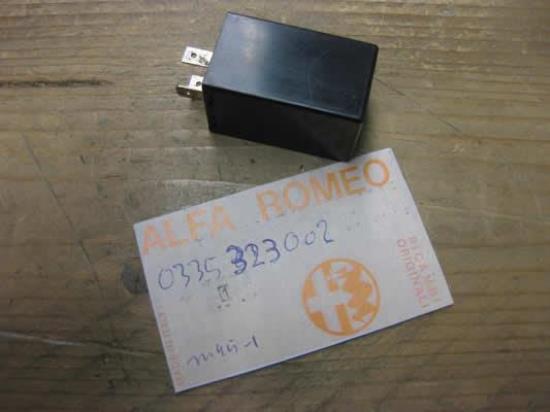 ALFA ROMEO
0335323002
RICAMBI
ORIGINALI